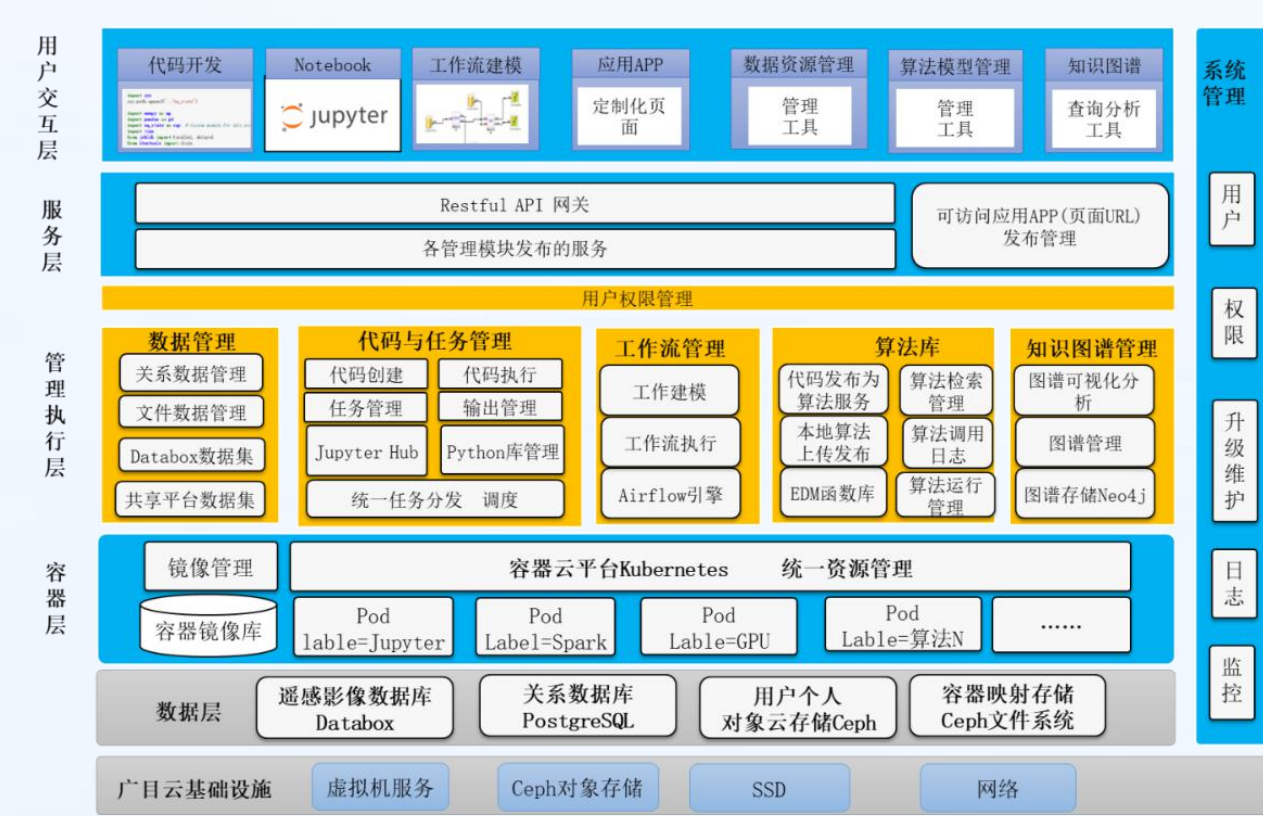 用户交互层
代码开发
Notebook
工作流建模
应用APP
数据资源管理
算法模型管理
知识图谱
jupyter
定制化页
面
管理
工具
管理
工具
查询分析
工具
服务层
Restful API 网关
各管理模块发布的服务
可访问应用APP(页面URL)
发布管理
用户权限管理
管理执行层
数据管理
关系数据管理
文件数据管理
Databox数据集
共享平台数据集
代码与任务管理
代码创建
代码执行
任务管理
输出管理
Jupyter Hub
Python库管理
统一任务分发 调度
工作流管理
工作建模
工作流执行
Airflow引擎
算法库
代码发布为
算法服务
算法检索
管理
本地算法
上传发布
算法调用
日志
EDM函数库
算法运行
管理
知识图谱管理
图谱可视化分
析
图谱管理
图谱存储Neo4j
容器层
镜像管理
容器云平台Kubernetes 统一资源管理
容器镜像库
Pod
lable=Jupyter
Pod
Label=Spark
Pod
Lable=GPU
Pod
Lable=算法N
......
数据层
遥感影像数据库
Databox
关系数据库
PostgreSQL
用户个人
对象云存储Ceph
容器映射存储
Ceph文件系统
广目云基础设施
虚拟机服务
Ceph对象存储
SSD
网络
系统
管理
用户
权限
升级维护
日志
监控